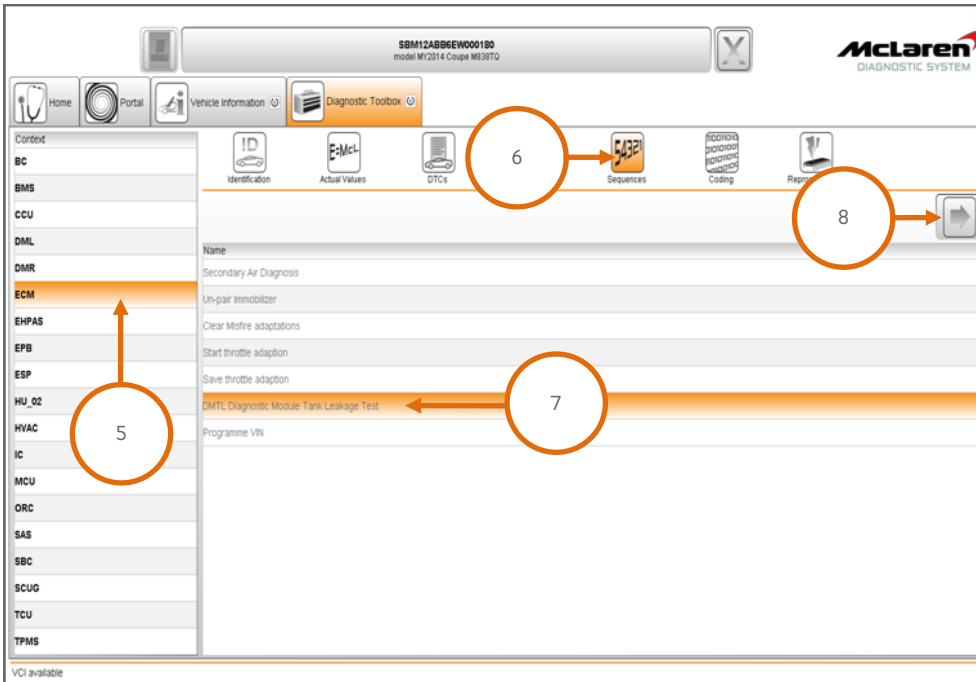 SBM12ABB6EW000180
model MY2014 Coupe M838TQ
McLaren
DIAGNOSTIC SYSTEM
Home
Portal
Vehicle Information
Diagnostic Toolbox
Context
BC
BMS
CCU
DML
DMR
ECM
EHPAS
EPB
ESP
HU_02
HVAC
IC
MCU
ORC
SAS
SBC
SCUG
TCU
TPMS
5
ID
Identification
E=McL
Actual Values
DTCs
6
54321
Sequences
Coding
8
Name
Secondary Air Diagnosis
Un-pair Immobilizer
Clear Misfire adaptations
Start throttle adaption
Save throttle adaption
DMTL Diagnostic Module Tank Leakage Test
7
Programme VIN
VCI available